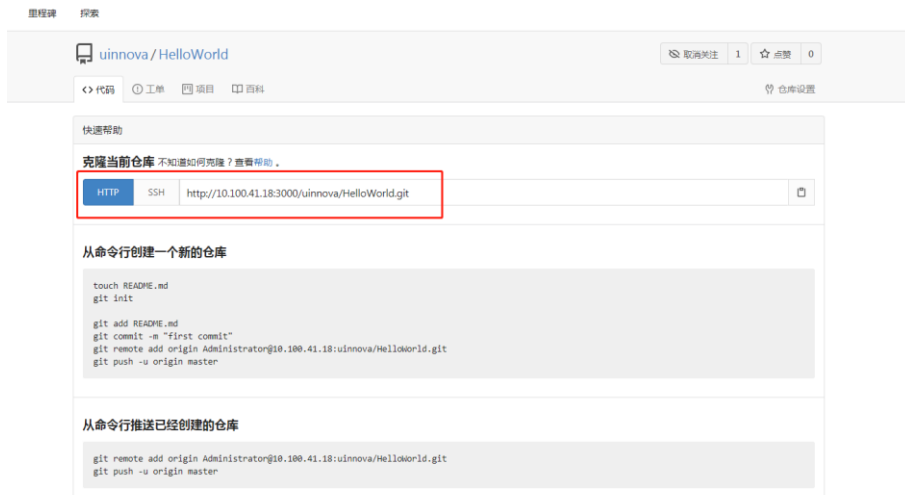 里程碑 探索
uinnova / HelloWorld 取消关注 1 点赞 0
代码 工单 项目 百科 仓库设置
快速帮助
克隆当前仓库 不知道如何克隆？查看帮助 。
HTTP SSH http://10.100.41.18:3000/uinnova/HelloWorld.git
从命令行创建一个新的仓库
touch README.md
git init
git add README.md
git commit -m "first commit"
git remote add origin Administrator@10.100.41.18:uinnova/HelloWorld.git
git push -u origin master
从命令行推送已经创建的仓库
git remote add origin Administrator@10.100.41.18:uinnova/HelloWorld.git
git push -u origin master